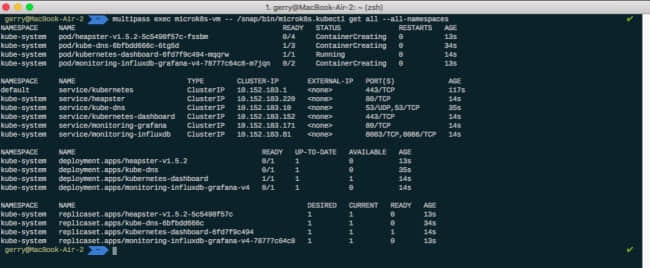 1. gerry@MacBook-Air-2: ~ (zsh)
gerry@MacBook-Air-2 ~ multipass exec microk8s-vm -- /snap/bin/microk8s.kubectl get all --all-namespaces ✓
NAMESPACE NAME READY STATUS RESTARTS AGE
kube-system pod/heapster-v1.5.2-5c5498f57c-fssbm 0/4 ContainerCreating 0 13s
kube-system pod/kube-dns-6bfbdd666c-6tg8d 1/3 ContainerCreating 0 34s
kube-system pod/kubernetes-dashboard-6fd7f9c494-mqqrw 1/1 Running 0 14s
kube-system pod/monitoring-influxdb-grafana-v4-78777c64c8-m7jqn 0/2 ContainerCreating 0 13s
NAMESPACE NAME TYPE CLUSTER-IP EXTERNAL-IP PORT(S) AGE
default service/kubernetes ClusterIP 10.152.183.1 <none> 443/TCP 117s
kube-system service/heapster ClusterIP 10.152.183.220 <none> 80/TCP 14s
kube-system service/kube-dns ClusterIP 10.152.183.10 <none> 53/UDP,53/TCP 35s
kube-system service/kubernetes-dashboard ClusterIP 10.152.183.152 <none> 443/TCP 14s
kube-system service/monitoring-grafana ClusterIP 10.152.183.171 <none> 80/TCP 14s
kube-system service/monitoring-influxdb ClusterIP 10.152.183.61 <none> 8083/TCP,8086/TCP 14s
NAMESPACE NAME READY UP-TO-DATE AVAILABLE AGE
kube-system deployment.apps/heapster-v1.5.2 0/1 1 0 13s
kube-system deployment.apps/kube-dns 0/1 1 0 35s
kube-system deployment.apps/kubernetes-dashboard 1/1 1 1 14s
kube-system deployment.apps/monitoring-influxdb-grafana-v4 0/1 1 0 14s
NAMESPACE NAME DESIRED CURRENT READY AGE
kube-system replicaset.apps/heapster-v1.5.2-5c5498f57c 1 1 0 13s
kube-system replicaset.apps/kube-dns-6bfbdd666c 1 1 0 34s
kube-system replicaset.apps/kubernetes-dashboard-6fd7f9c494 1 1 1 14s
kube-system replicaset.apps/monitoring-influxdb-grafana-v4-78777c64c8 1 1 0 13s
gerry@MacBook-Air-2 ~ ✓